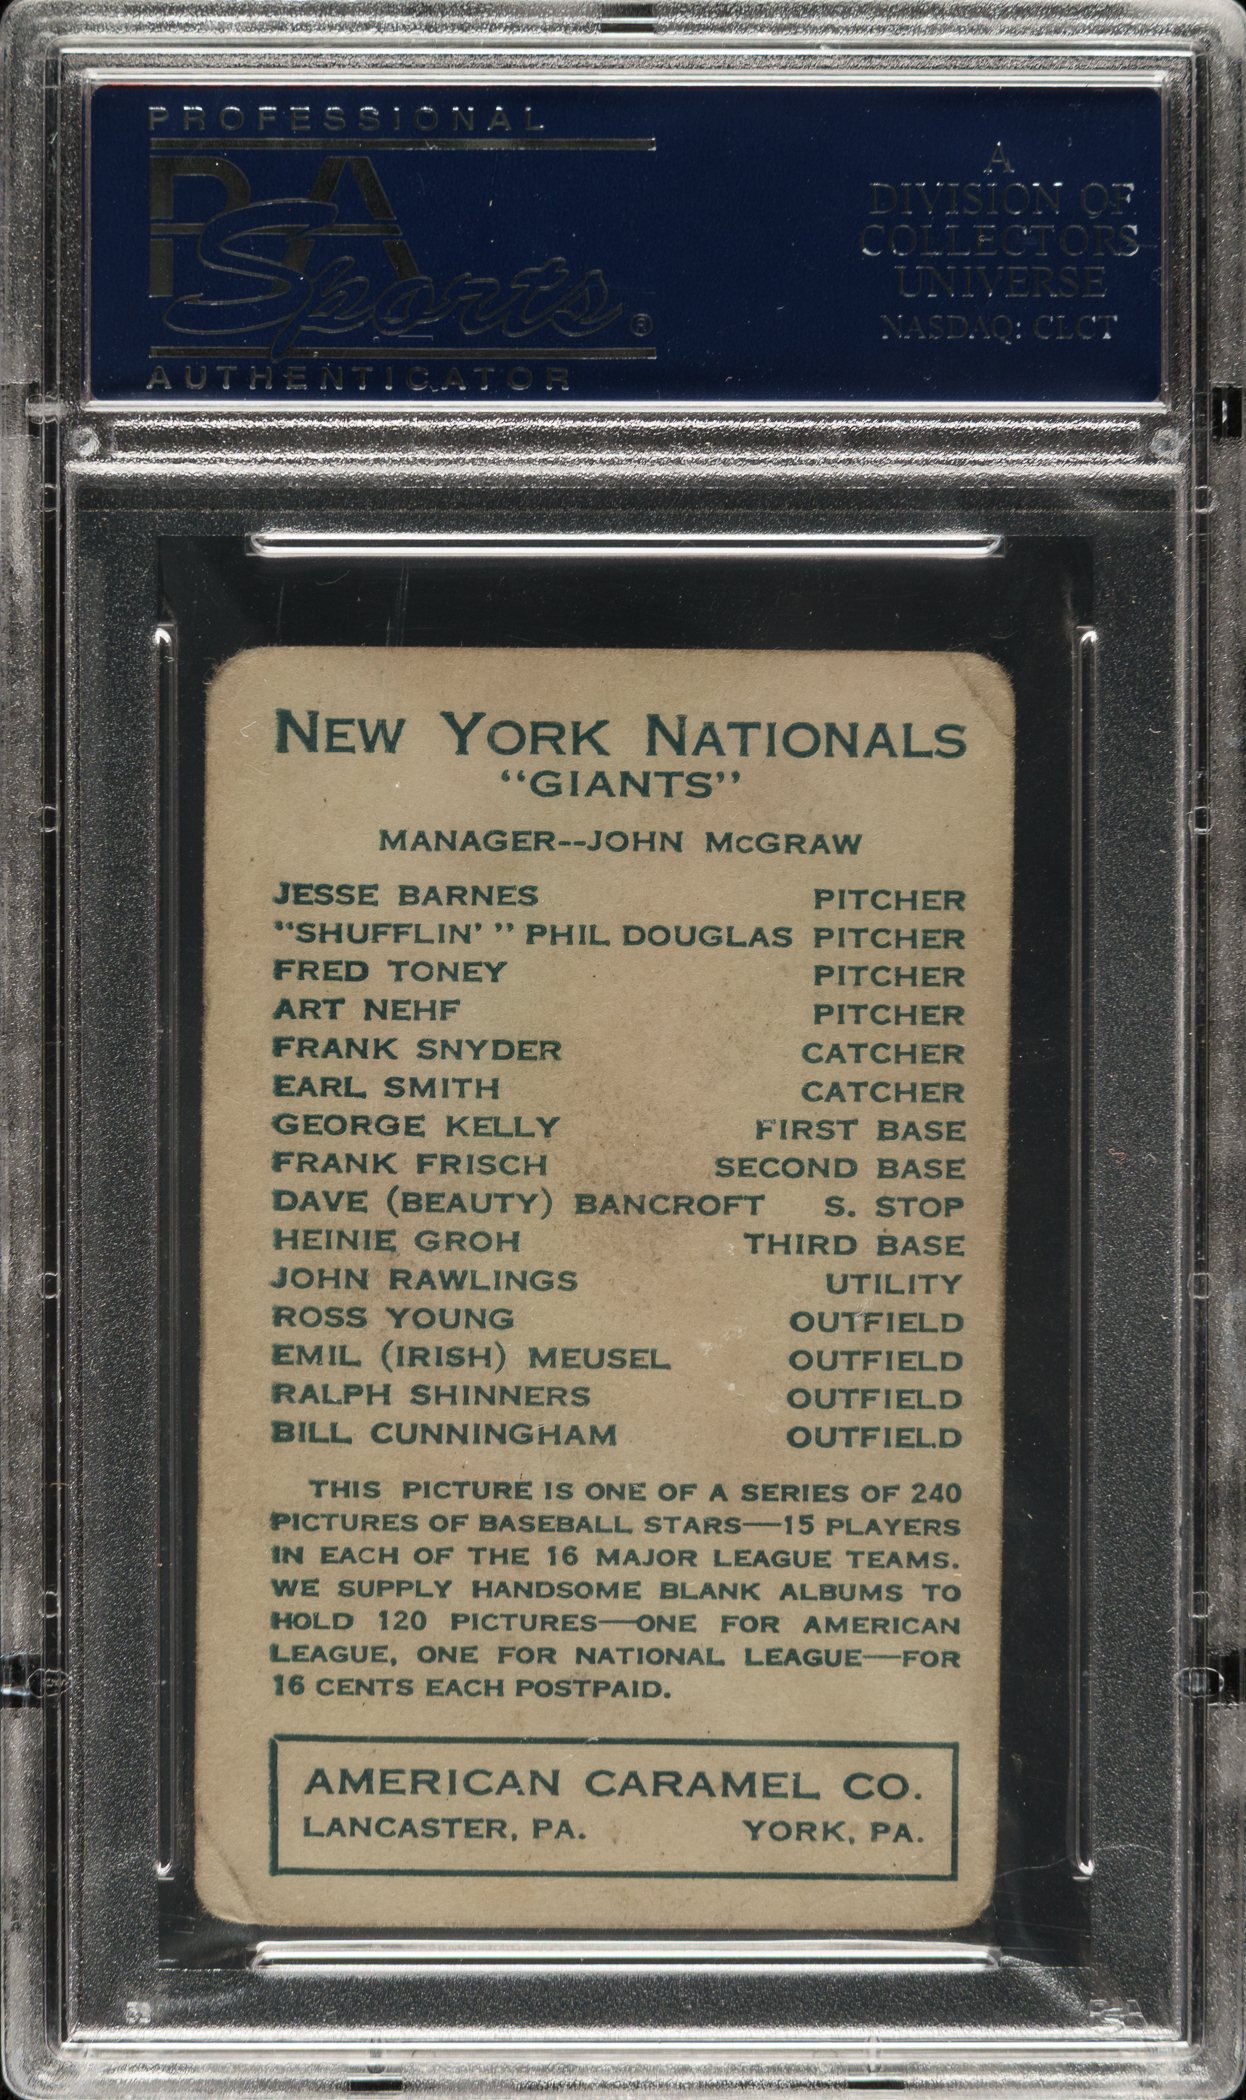 PROFESSIONAL
PSA
Sports®
AUTHENTICATOR
A
DIVISION OF
COLLECTORS
UNIVERSE
NASDAQ: CLCT
NEW YORK NATIONALS
“GIANTS”
MANAGER--JOHN McGRAW
JESSE BARNES PITCHER
“SHUFFLIN’ ” PHIL DOUGLAS PITCHER
FRED TONEY PITCHER
ART NEHF PITCHER
FRANK SNYDER CATCHER
EARL SMITH CATCHER
GEORGE KELLY FIRST BASE
FRANK FRISCH SECOND BASE
DAVE (BEAUTY) BANCROFT S. STOP
HEINIE GROH THIRD BASE
JOHN RAWLINGS UTILITY
ROSS YOUNG OUTFIELD
EMIL (IRISH) MEUSEL OUTFIELD
RALPH SHINNERS OUTFIELD
BILL CUNNINGHAM OUTFIELD
THIS PICTURE IS ONE OF A SERIES OF 240
PICTURES OF BASEBALL STARS—15 PLAYERS
IN EACH OF THE 16 MAJOR LEAGUE TEAMS.
WE SUPPLY HANDSOME BLANK ALBUMS TO
HOLD 120 PICTURES—ONE FOR AMERICAN
LEAGUE, ONE FOR NATIONAL LEAGUE—FOR
16 CENTS EACH POSTPAID.
AMERICAN CARAMEL CO.
LANCASTER, PA. YORK, PA.